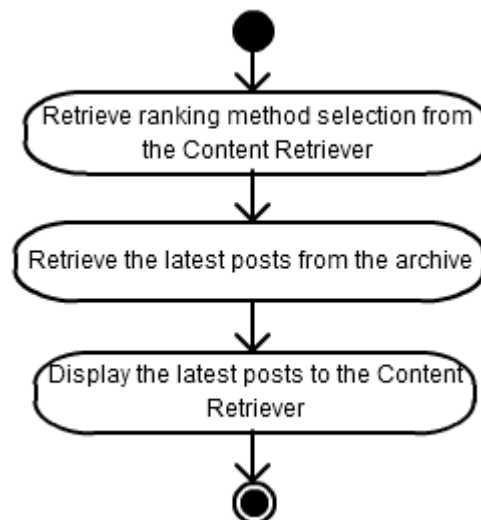 Retrieve ranking method selection from
the Content Retriever
Retrieve the latest posts from the archive
Display the latest posts to the Content
Retriever